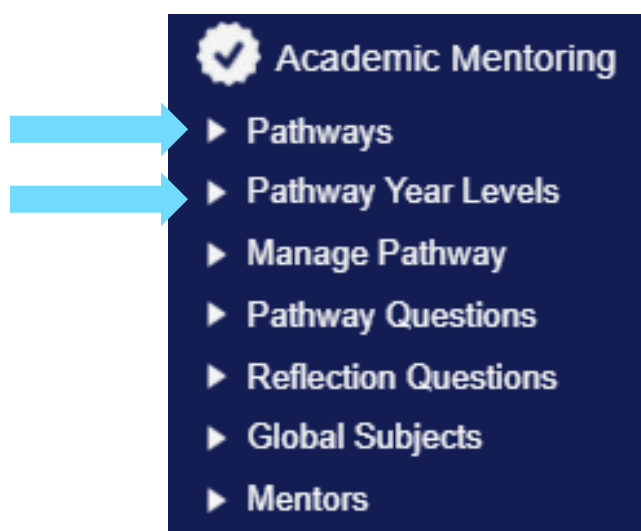 Academic Mentoring
Pathways
Pathway Year Levels
Manage Pathway
Pathway Questions
Reflection Questions
Global Subjects
Mentors